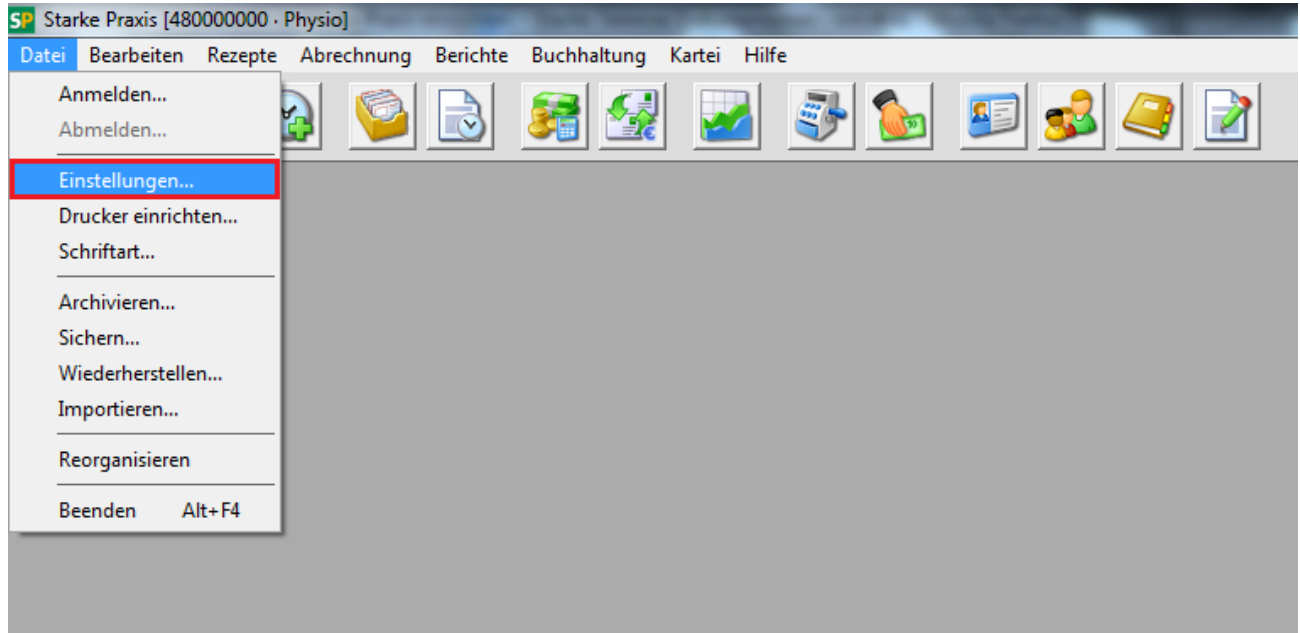 SP Starke Praxis [480000000 · Physio]
Datei Bearbeiten Rezepte Abrechnung Berichte Buchhaltung Kartei Hilfe
Anmelden...
Abmelden...
Einstellungen...
Drucker einrichten...
Schriftart...
Archivieren...
Sichern...
Wiederherstellen...
Importieren...
Reorganisieren
Beenden Alt+F4